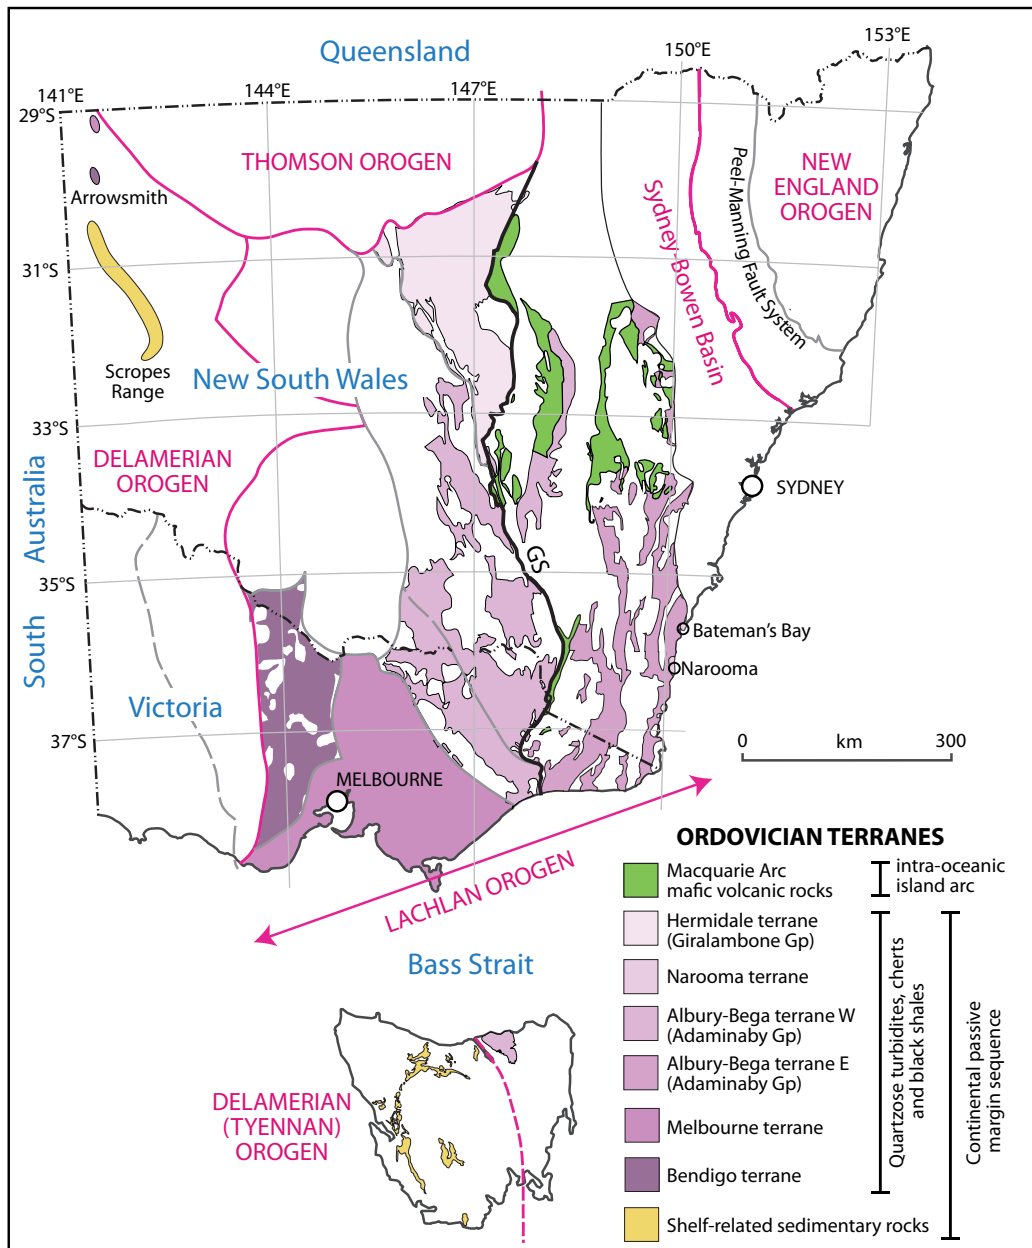 Queensland
141°E
144°E
147°E
150°E
153°E
29°S
31°S
33°S
35°S
37°S
THOMSON OROGEN
NEW
ENGLAND
OROGEN
Peel-Manning Fault System
Sydney-Bowen Basin
Arrowsmith
Scropes
Range
New South Wales
DELAMERIAN
OROGEN
South Australia
SYDNEY
GS
Bateman's Bay
Narooma
Victoria
MELBOURNE
0 km 300
LACHLAN OROGEN
Bass Strait
DELAMERIAN
(TYENNAN)
OROGEN
ORDOVICIAN TERRANES
Macquarie Arc
mafic volcanic rocks
intra-oceanic
island arc
Hermidale terrane
(Giralambone Gp)
Narooma terrane
Albury-Bega terrane W
(Adaminaby Gp)
Albury-Bega terrane E
(Adaminaby Gp)
Melbourne terrane
Bendigo terrane
Shelf-related sedimentary rocks
Quartzose turbidites, cherts
and black shales
Continental passive
margin sequence